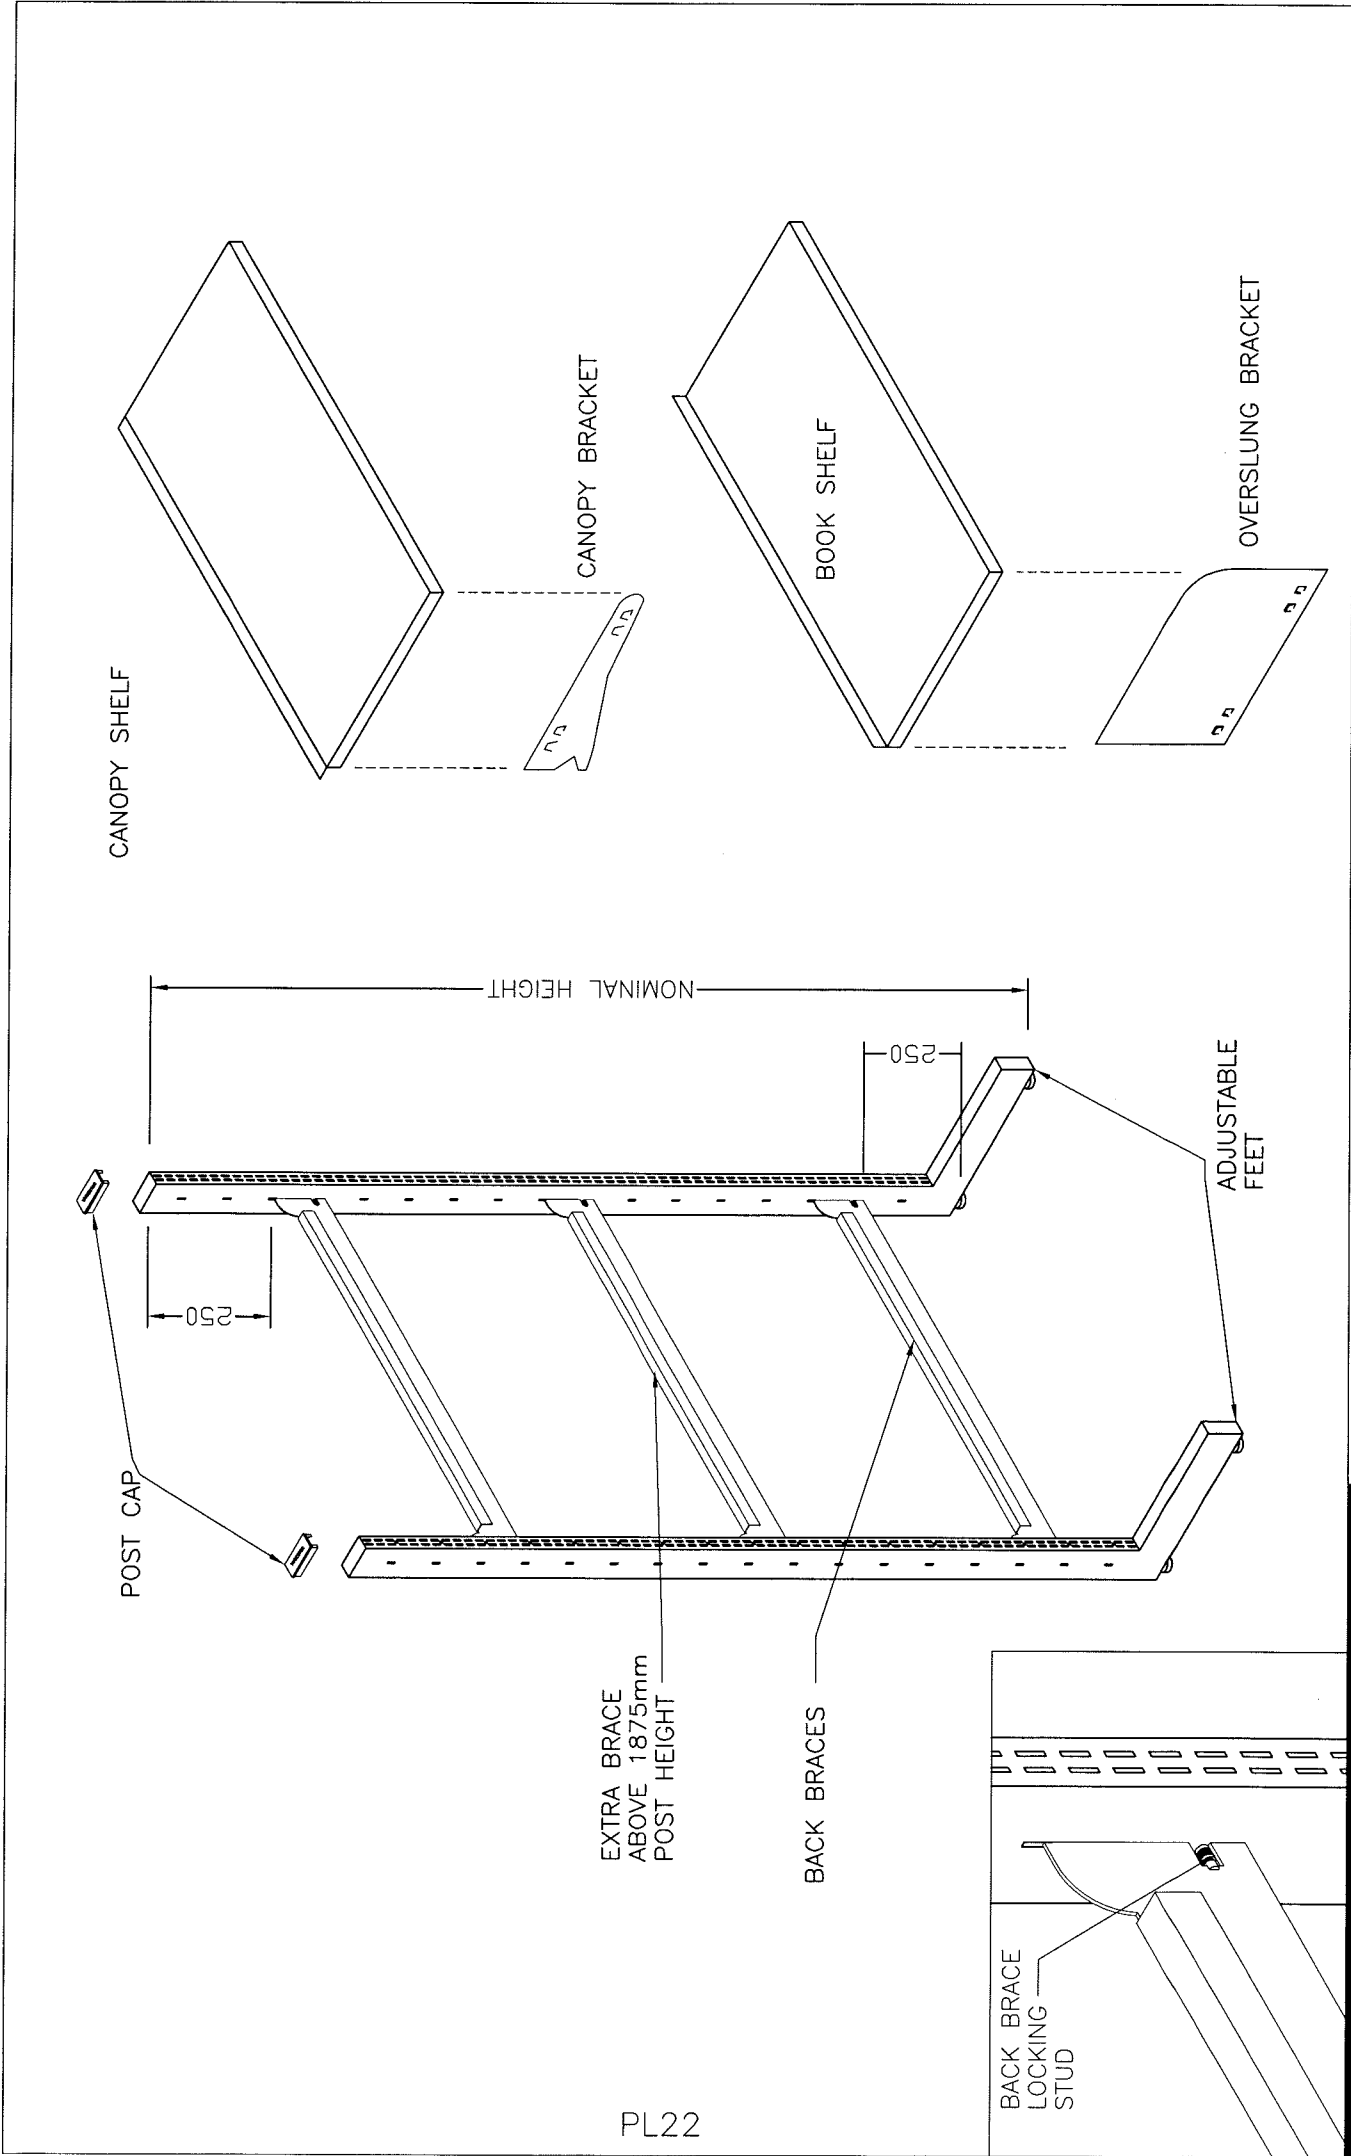 POST CAP
250
NOMINAL HEIGHT
250
EXTRA BRACE
ABOVE 1875mm
POST HEIGHT
BACK BRACES
ADJUSTABLE
FEET
BACK BRACE
LOCKING
STUD
CANOPY SHELF
CANOPY BRACKET
BOOK SHELF
OVERSLUNG BRACKET
PL22